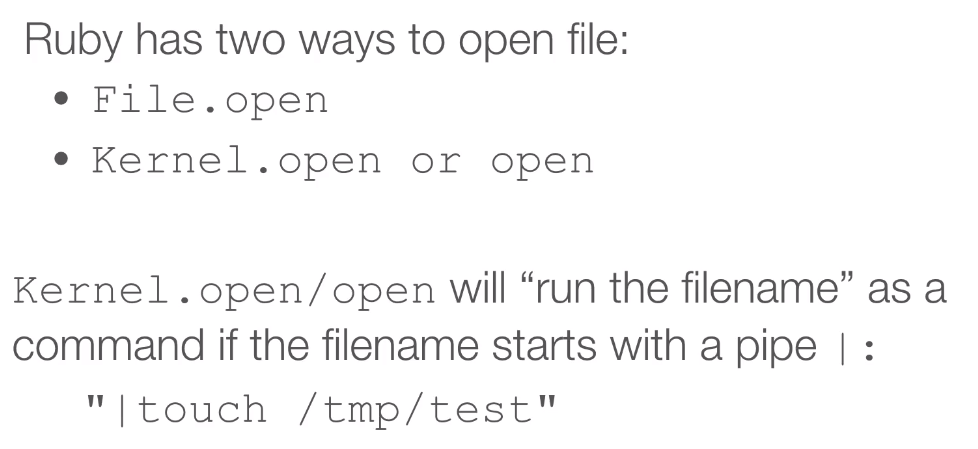 Ruby has two ways to open file:
• File.open
• Kernel.open or open
Kernel.open/open will “run the filename” as a
command if the filename starts with a pipe |:
"|touch /tmp/test"